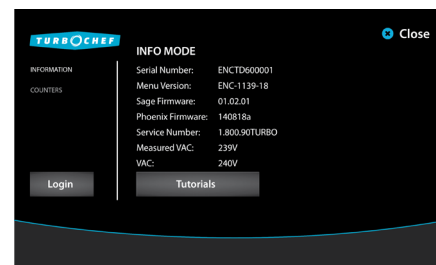 TURBOCHEF
Close
INFO MODE
INFORMATION
COUNTERS
Serial Number: ENCTD600001
Menu Version: ENC-1139-18
Sage Firmware: 01.02.01
Phoenix Firmware: 140818a
Service Number: 1.800.90TURBO
Measured VAC: 239V
VAC: 240V
Login
Tutorials